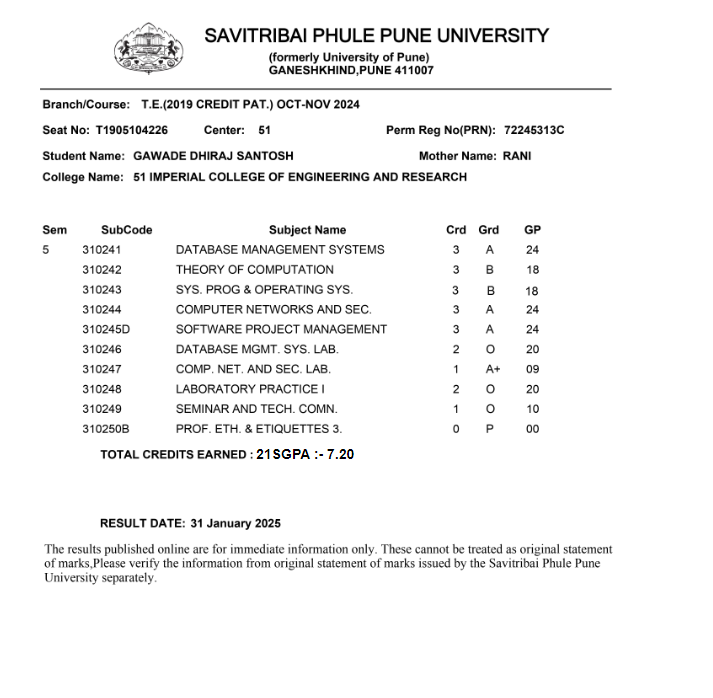 SAVITRIBAI PHULE PUNE UNIVERSITY
(formerly University of Pune)
GANESHKHIND,PUNE 411007
Branch/Course: T.E.(2019 CREDIT PAT.) OCT-NOV 2024
Seat No: T1905104226 Center: 51 Perm Reg No(PRN): 72245313C
Student Name: GAWADE DHIRAJ SANTOSH Mother Name: RANI
College Name: 51 IMPERIAL COLLEGE OF ENGINEERING AND RESEARCH
Sem SubCode Subject Name Crd Grd GP
5 310241 DATABASE MANAGEMENT SYSTEMS 3 A 24
310242 THEORY OF COMPUTATION 3 B 18
310243 SYS. PROG & OPERATING SYS. 3 B 18
310244 COMPUTER NETWORKS AND SEC. 3 A 24
310245D SOFTWARE PROJECT MANAGEMENT 3 A 24
310246 DATABASE MGMT. SYS. LAB. 2 O 20
310247 COMP. NET. AND SEC. LAB. 1 A+ 09
310248 LABORATORY PRACTICE I 2 O 20
310249 SEMINAR AND TECH. COMN. 1 O 10
310250B PROF. ETH. & ETIQUETTES 3. 0 P 00
TOTAL CREDITS EARNED : 21SGPA :- 7.20
RESULT DATE: 31 January 2025
The results published online are for immediate information only. These cannot be treated as original statement
of marks,Please verify the information from original statement of marks issued by the Savitribai Phule Pune
University separately.